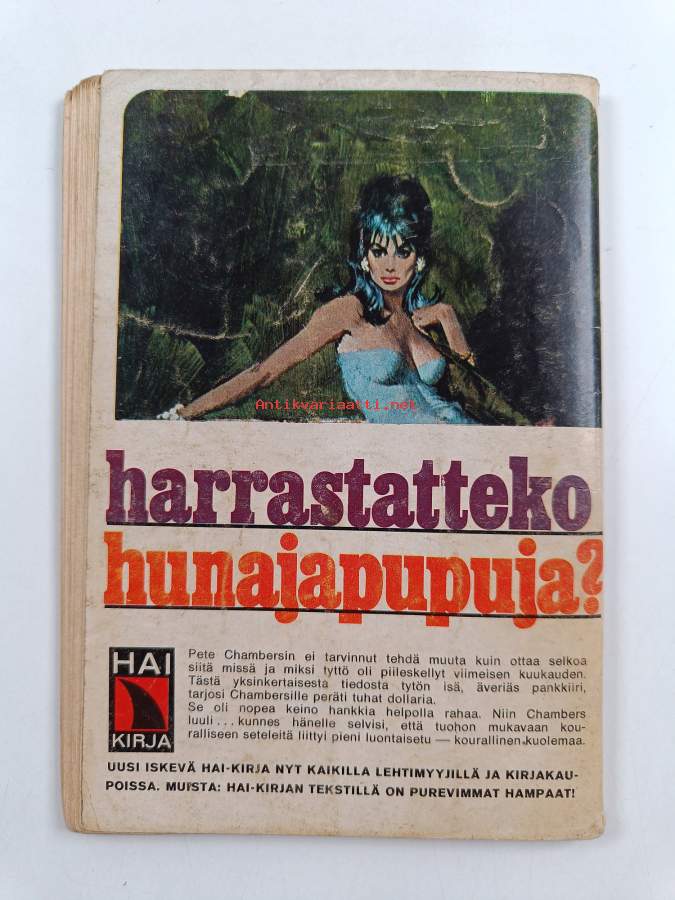 Antikvariaatti.net
harrastatteko
hunajapupuja?
HAI
KIRJA
Pete Chambersin ei tarvinnut tehdä muuta kuin ottaa selkoa
siitä missä ja miksi tyttö oli piileskellyt viimeisen kuukauden.
Tästä yksinkertaisesta tiedosta tytön isä, äveriäs pankkiiri,
tarjosi Chambersille peräti tuhat dollaria.
Se oli nopea keino hankkia helpolla rahaa. Niin Chambers
luuli . . . kunnes hänelle selvisi, että tuohon mukavaan kou-
ralliseen seteleitä liittyi pieni luontaisetu — kourallinen kuolemaa.
UUSI ISKEVÄ HAI-KIRJA NYT KAIKILLA LEHTIMYYJILLÄ JA KIRJAKAU-
POISSA. MUISTA: HAI-KIRJAN TEKSTILLÄ ON PUREVIMMAT HAMPAAT!